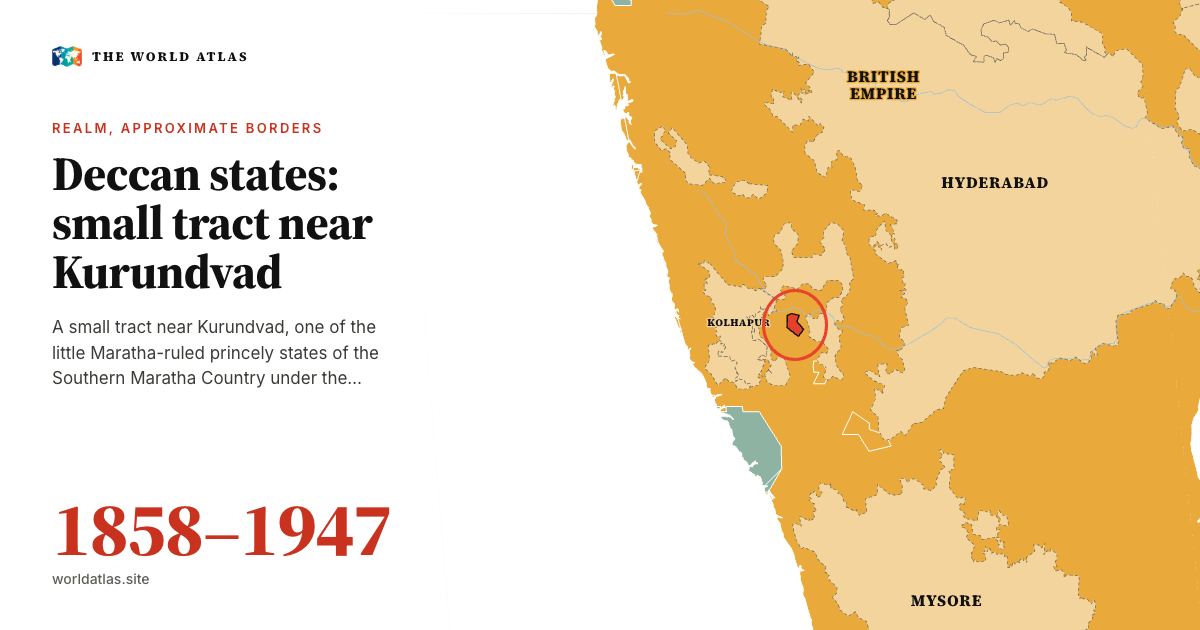 THE WORLD ATLAS
REALM, APPROXIMATE BORDERS
Deccan states:
small tract near
Kurundvad
A small tract near Kurundvad, one of the
little Maratha-ruled princely states of the
Southern Maratha Country under the...
1858–1947
worldatlas.site
BRITISH
EMPIRE
HYDERABAD
KOLHAPUR
MYSORE